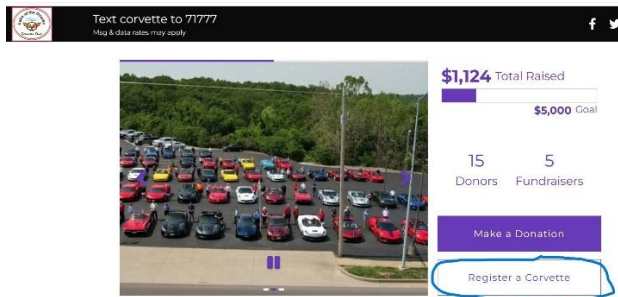 Text corvette to 71777
Msg & data rates may apply
$1,124 Total Raised
$5,000 Goal
15
Donors
5
Fundraisers
Make a Donation
Register a Corvette